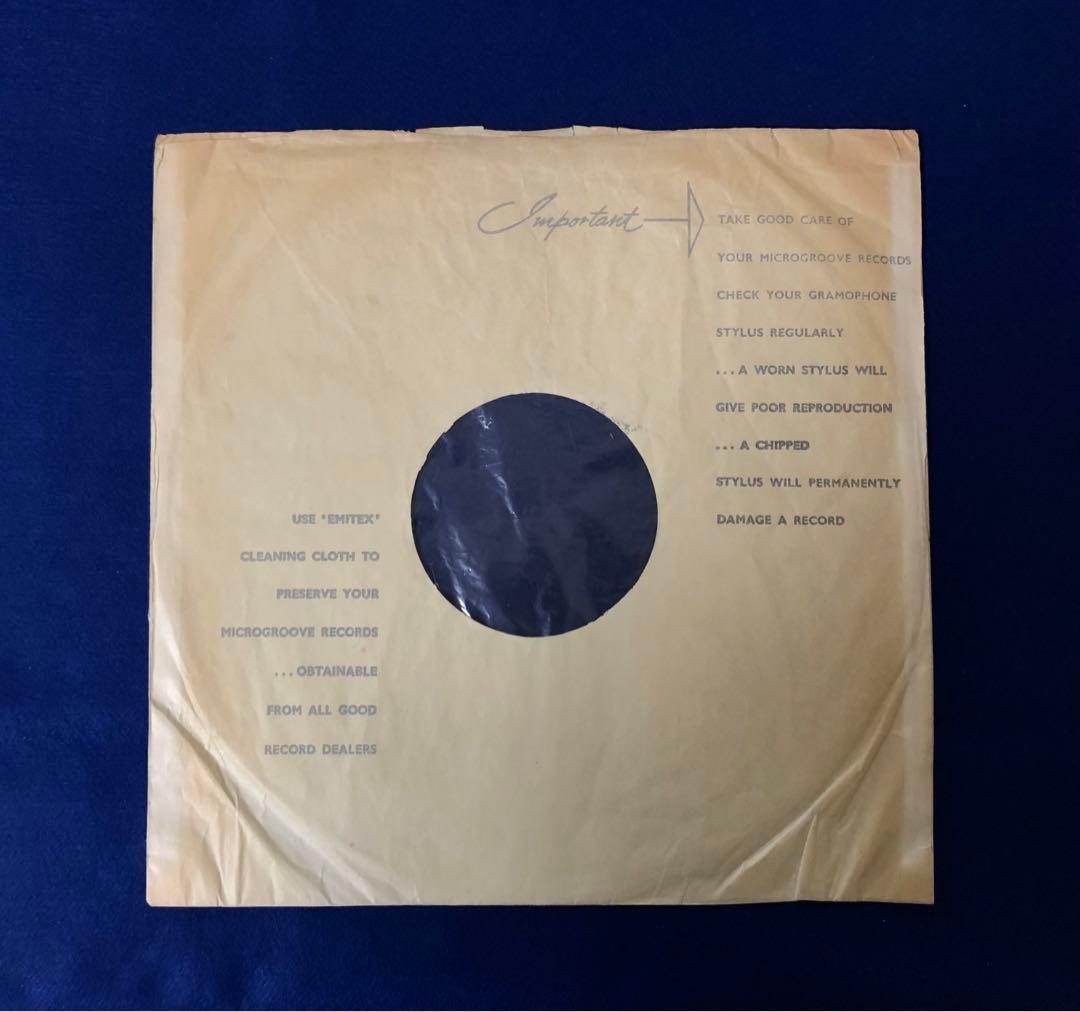 Important
TAKE GOOD CARE OF
YOUR MICROGROOVE RECORDS
CHECK YOUR GRAMOPHONE
STYLUS REGULARLY
...A WORN STYLUS WILL
GIVE POOR REPRODUCTION
...A CHIPPED
STYLUS WILL PERMANENTLY
DAMAGE A RECORD
USE "EMITEX"
CLEANING CLOTH TO
PRESERVE YOUR
MICROGROOVE RECORDS
...OBTAINABLE
FROM ALL GOOD
RECORD DEALERS